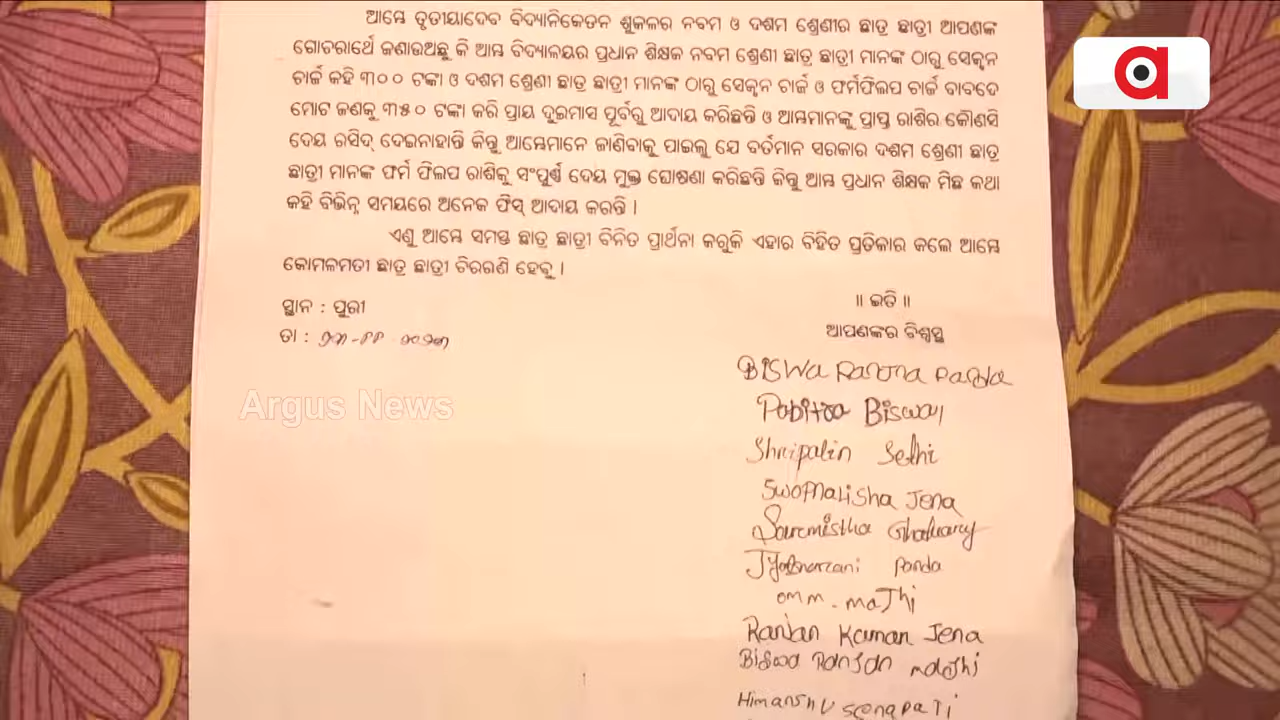 ଆମ୍ଭେ ତୃତୀୟାଦେବ ବିଦ୍ୟାନିକେତନ ଶୁକଳର ନବମ ଓ ଦଶମ ଶ୍ରେଣୀର ଛାତ୍ର ଛାତ୍ରୀ ଆପଣଙ୍କ
ଗୋଚରାର୍ଥେ ଜଣାଉଅଛୁ କି ଆମ୍ଭ ବିଦ୍ୟାଳୟର ପ୍ରଧାନ ଶିକ୍ଷକ ନବମ ଶ୍ରେଣୀ ଛାତ୍ର ଛାତ୍ରୀ ମାନଙ୍କ ଠାରୁ ସେକ୍ସନ
ଚାର୍ଜ କହି ୩୦୦ ଟଙ୍କା ଓ ଦଶମ ଶ୍ରେଣୀ ଛାତ୍ର ଛାତ୍ରୀ ମାନଙ୍କ ଠାରୁ ସେକ୍ସନ ଚାର୍ଜ ଓ ଫର୍ମଫିଲପ ଚାର୍ଜ ବାବଦେ
ମୋଟ ଜଣକୁ ୩୫୦ ଟଙ୍କା କରି ପ୍ରାୟ ଦୁଇମାସ ପୂର୍ବରୁ ଆଦାୟ କରିଛନ୍ତି ଓ ଆମ୍ଭମାନଙ୍କୁ ପ୍ରାପ୍ତ ରାଶିର କୌଣସି
ଦେୟ ରସିଦ୍ ଦେଇନାହାନ୍ତି କିନ୍ତୁ ଆମ୍ଭେମାନେ ଜାଣିବାକୁ ପାଇଲୁ ଯେ ବର୍ତମାନ ସରକାର ଦଶମ ଶ୍ରେଣୀ ଛାତ୍ର
ଛାତ୍ରୀ ମାନଙ୍କ ଫର୍ମ ଫିଲପ ରାଶିକୁ ସଂପୁର୍ଣ୍ଣ ଦେୟ ମୁକ୍ତ ଘୋଷଣା କରିଛନ୍ତି କିନ୍ତୁ ଆମ୍ଭ ପ୍ରଧାନ ଶିକ୍ଷକ ମିଛ କଥା
କହି ବିଭିନ୍ନ ସମୟରେ ଅନେକ ଫିସ୍ ଆଦାୟ କରନ୍ତି ।
ଏଣୁ ଆମ୍ଭେ ସମସ୍ତ ଛାତ୍ର ଛାତ୍ରୀ ବିନିତ ପ୍ରାର୍ଥନା କରୁକି ଏହାର ବିହିତ ପ୍ରତିକାର କଲେ ଆମ୍ଭେ
କୋମଳମତୀ ଛାତ୍ର ଛାତ୍ରୀ ଚିରଋଣି ହେବୁ ।
॥ ଇତି ॥
ସ୍ଥାନ : ପୁରୀ
ଆପଣଙ୍କର ବିଶ୍ୱସ୍ତ
ତା :
BISWA Ranjan Panda
Pabitra Biswal
Argus News
Sethi
Swopnalisha Jena
Sourmistha
Panda
omm. majhi
Ranjan Kumar Jena
Biswa Ranjan majhi
Himanshu senapati